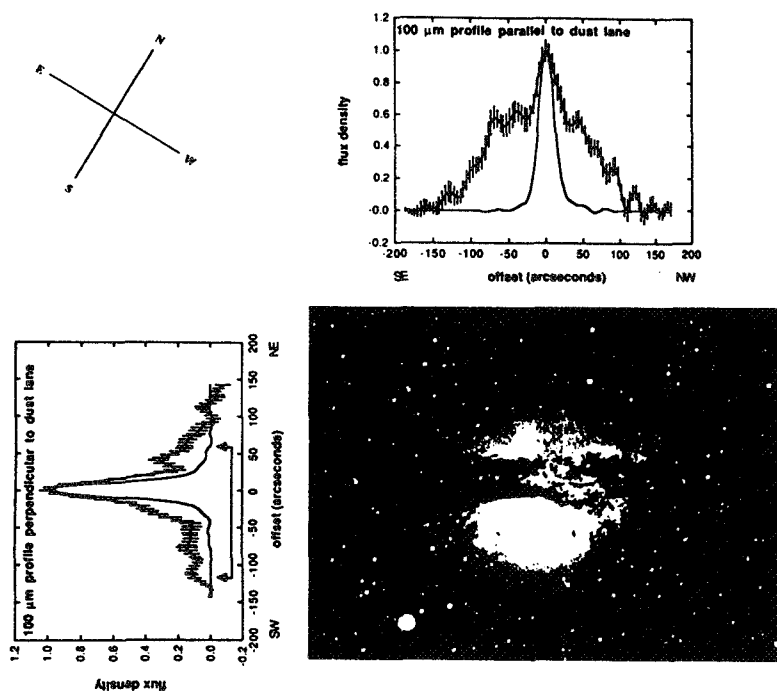 N
E
W
S
100 μm profile parallel to dust lane
flux density
1.2
1.0
0.8
0.6
0.4
0.2
-0.0
-0.2
-200 -150 -100 -50 0 50 100 150 200
SE offset (arcseconds) NW
100 μm profile perpendicular to dust lane
200
150
100
50
0
-50
-100
-150
-200
NE
offset (arcseconds)
SW
1.2 1.0 0.8 0.6 0.4 0.2 0.0 -0.2
flux density